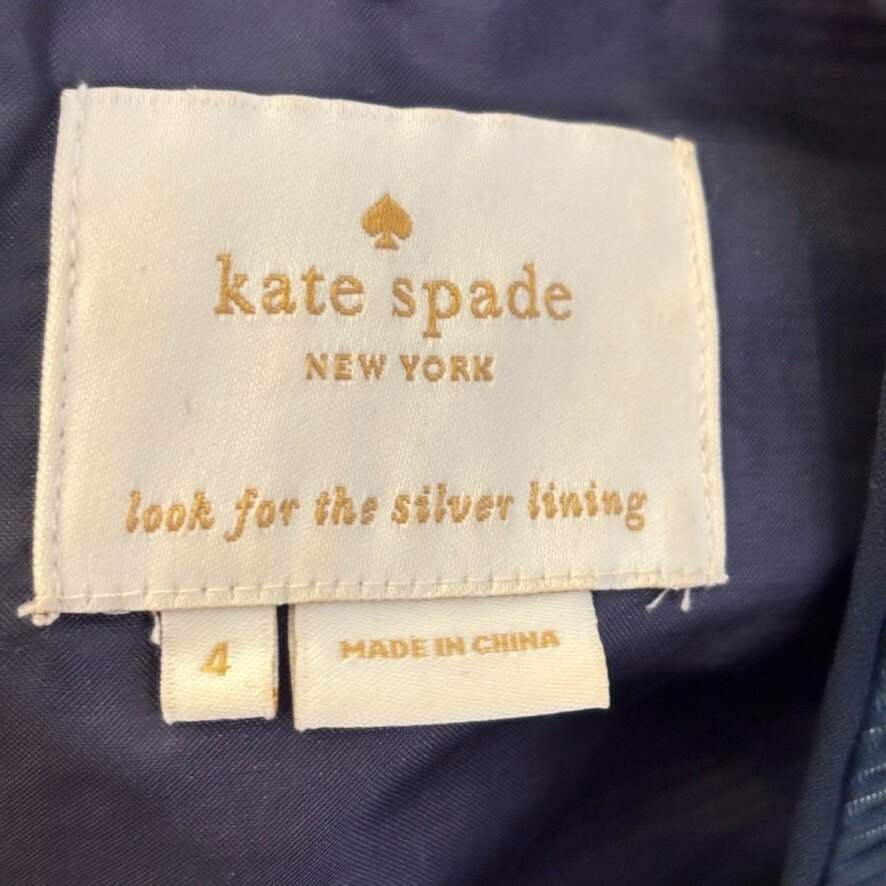 kate spade
NEW YORK
look for the silver lining
4
MADE IN CHINA